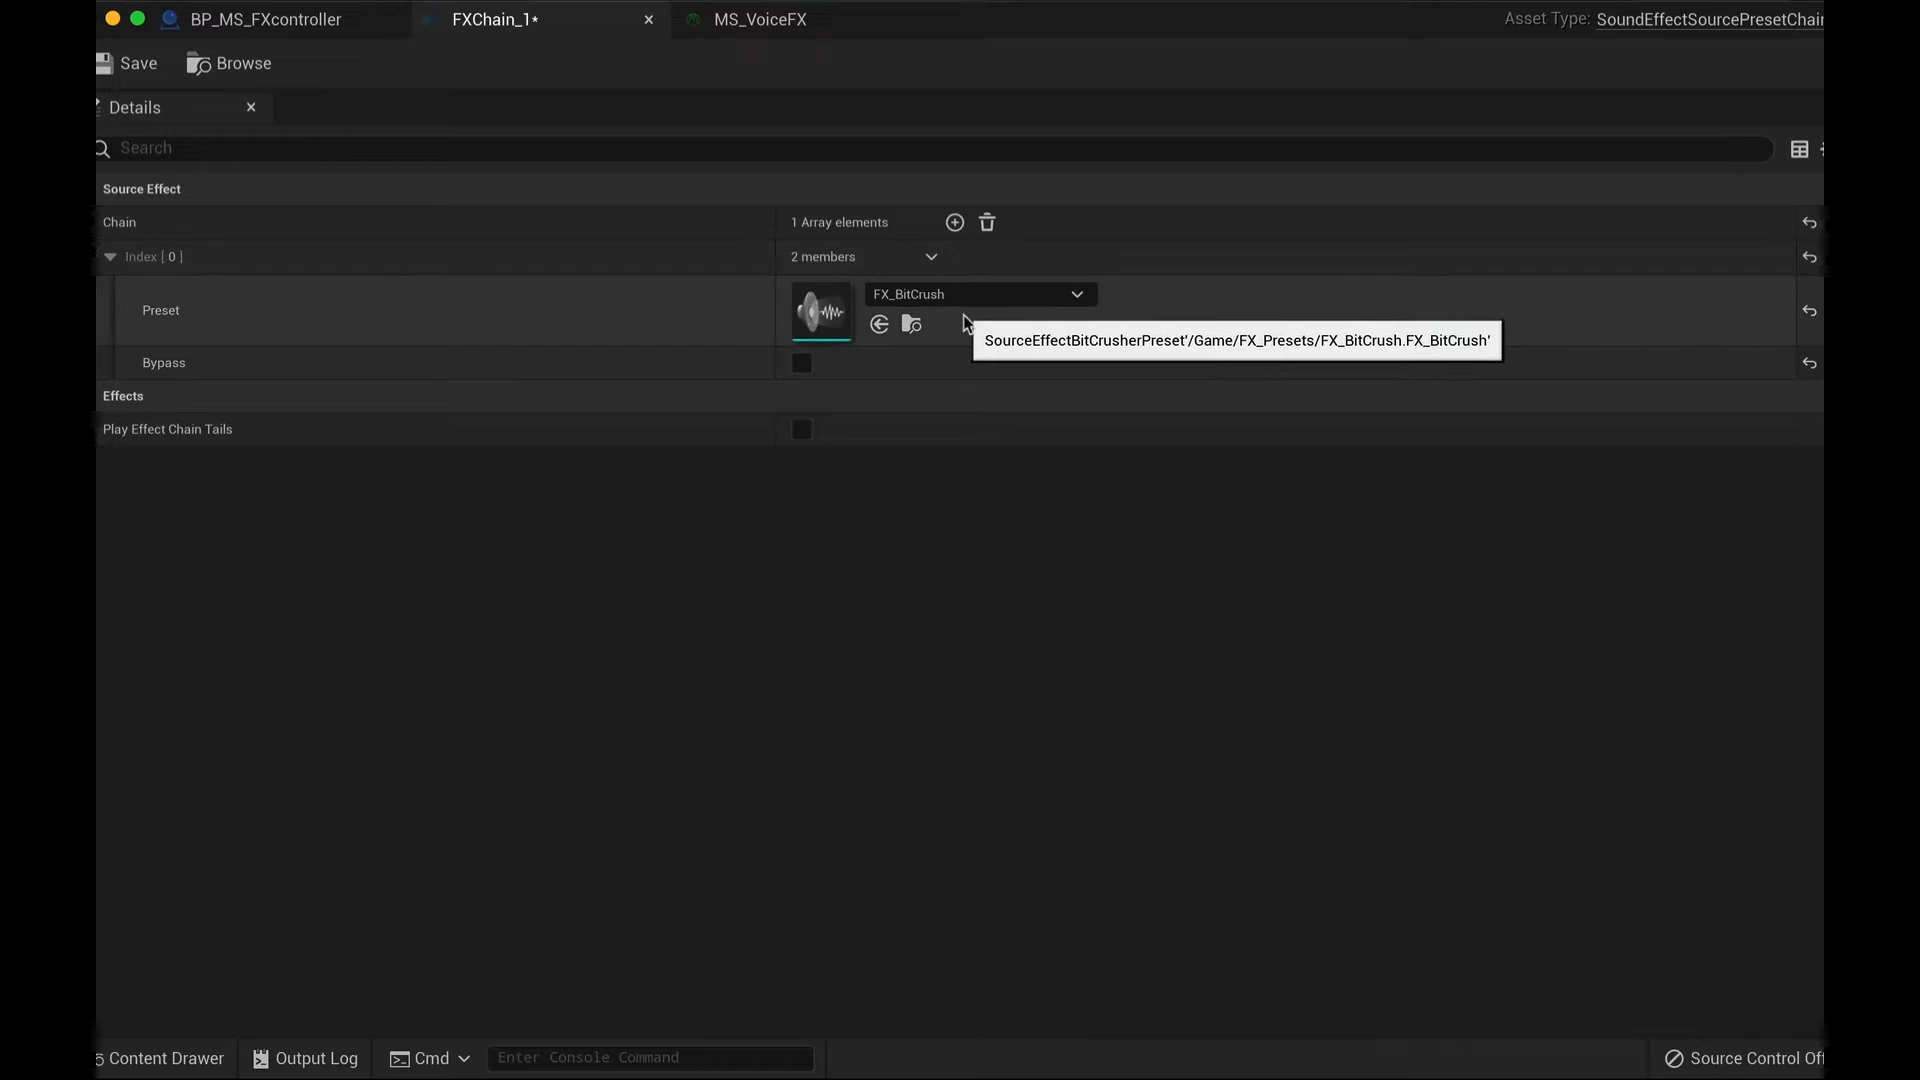 BP_MS_FXcontroller
FXChain_1*
MS_VoiceFX
Asset Type: SoundEffectSourcePresetChain
Save
Browse
Details
Search
Source Effect
Chain
1 Array elements
Index [ 0 ]
2 members
Preset
FX_BitCrush
SourceEffectBitCrusherPreset'/Game/FX_Presets/FX_BitCrush.FX_BitCrush'
Bypass
Effects
Play Effect Chain Tails
Content Drawer
Output Log
Cmd
Enter Console Command
Source Control Off